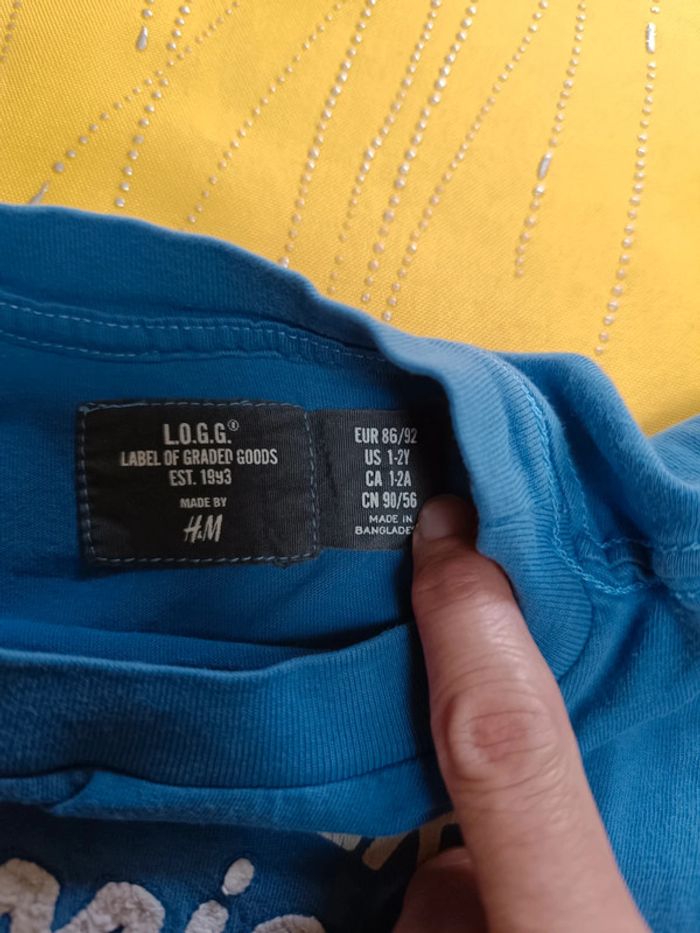 L.O.G.G.®
LABEL OF GRADED GOODS
EST. 1993
MADE BY
H&M
EUR 86/92
US 1-2Y
CA 1-2A
CN 90/56
MADE IN